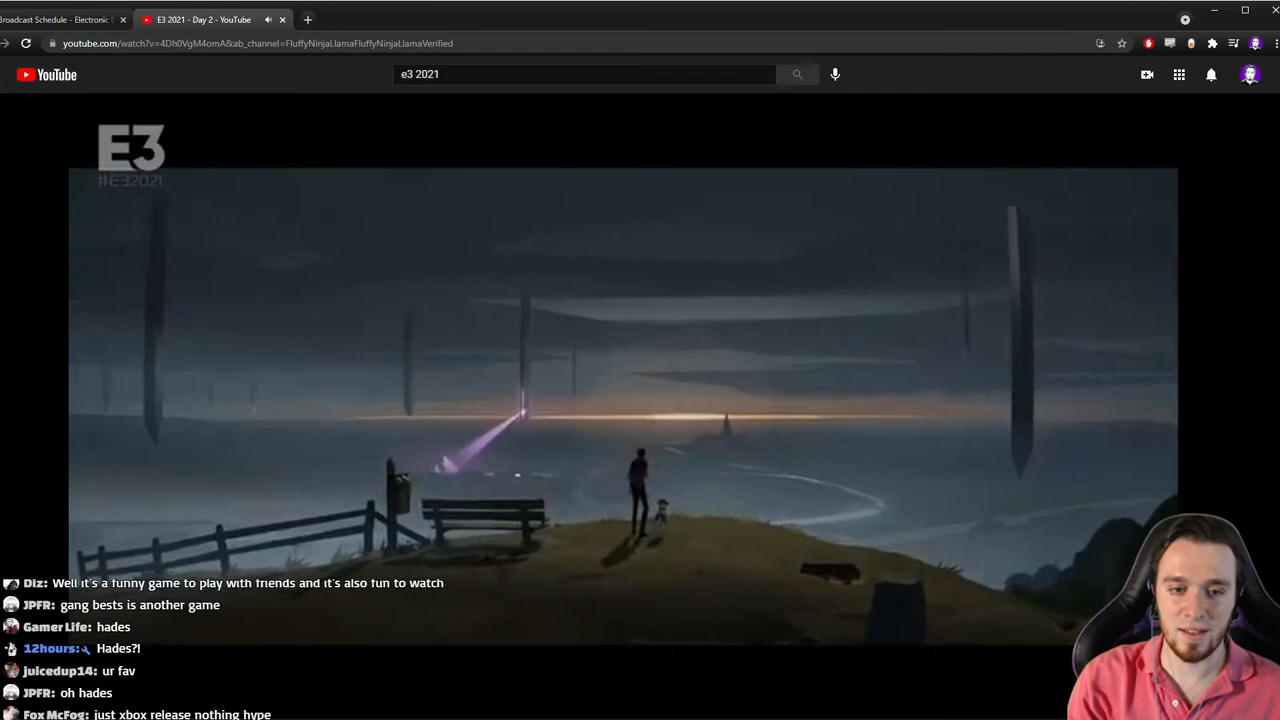 Broadcast Schedule - Electronic E
E3 2021 - Day 2 - YouTube
youtube.com/watch?v=4Dh0VgM4omA&ab_channel=FluffyNinjaLlamaFluffyNinjaLlamaVerified
YouTube
e3 2021
E3
#E32021
Diz: Well it's a funny game to play with friends and it's also fun to watch
JPFR: gang bests is another game
Gamer Life: hades
12hours: Hades?!
juicedup14: ur fav
JPFR: oh hades
Fox McFog: just xbox release nothing hype